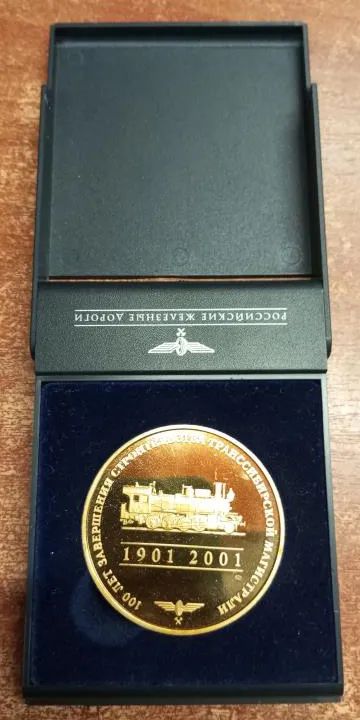 РОССИЙСКИЕ ЖЕЛЕЗНЫЕ ДОРОГИ
100 ЛЕТ ЗАВЕРШЕНИЯ СТРОИТЕЛЬСТВА ТРАНССИБИРСКОЙ МАГИСТРАЛИ
1901 2001